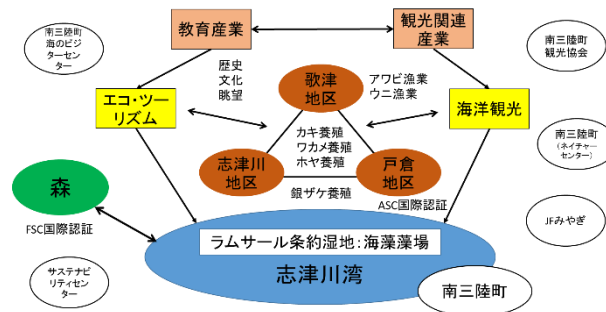 南三陸町
海のビジ
ターセン
ター
教育産業
観光関連
産業
南三陸町
観光協会
歴史
文化
眺望
歌津
地区
アワビ漁業
ウニ漁業
エコ・ツー
リズム
海洋観光
カキ養殖
ワカメ養殖
ホヤ養殖
南三陸町
(ネイチャー
センター)
志津川
地区
戸倉
地区
銀ザケ養殖
ASC国際認証
森
FSC国際認証
JFみやぎ
ラムサール条約湿地:海藻藻場
志津川湾
サステナビ
リティセン
ター
南三陸町